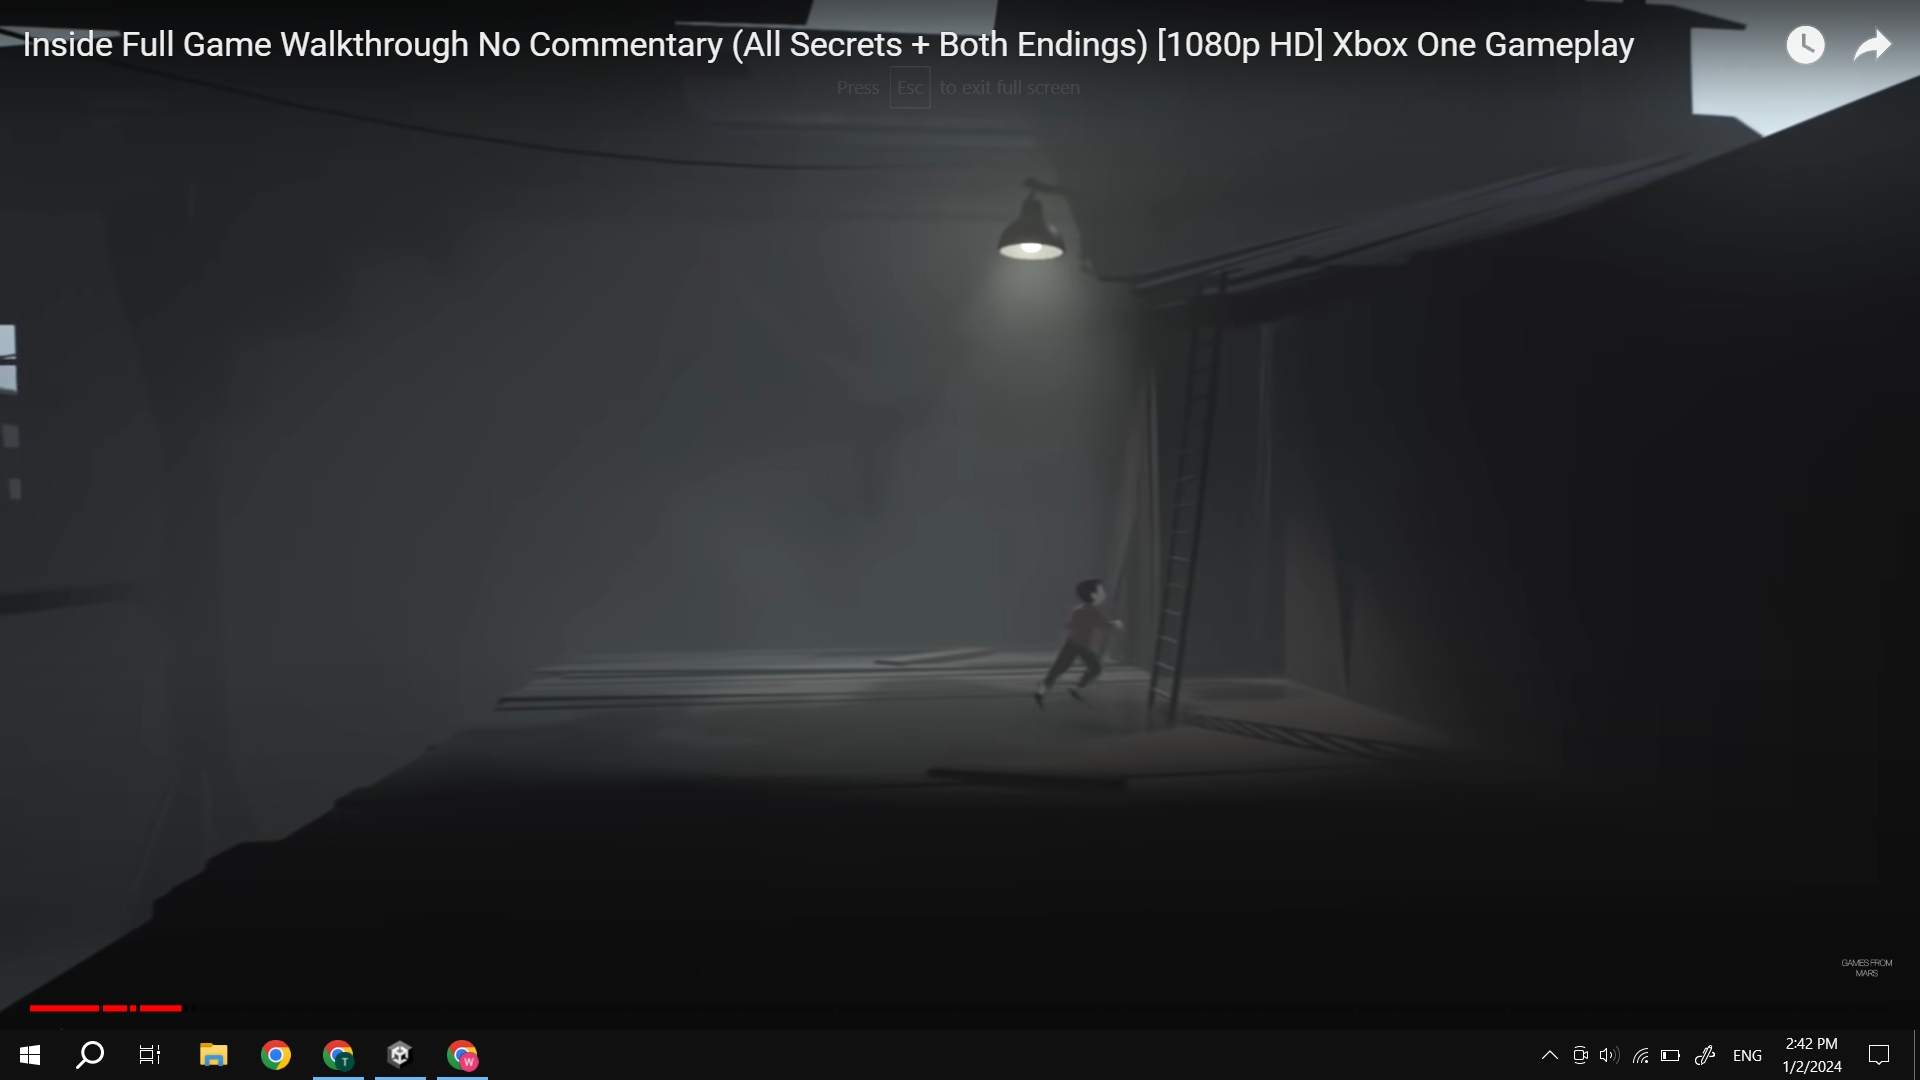 Inside Full Game Walkthrough No Commentary (All Secrets + Both Endings) [1080p HD] Xbox One Gameplay
Press Esc to exit full screen
GAMES FROM
MARS
T
W
ENG
2:42 PM
1/2/2024